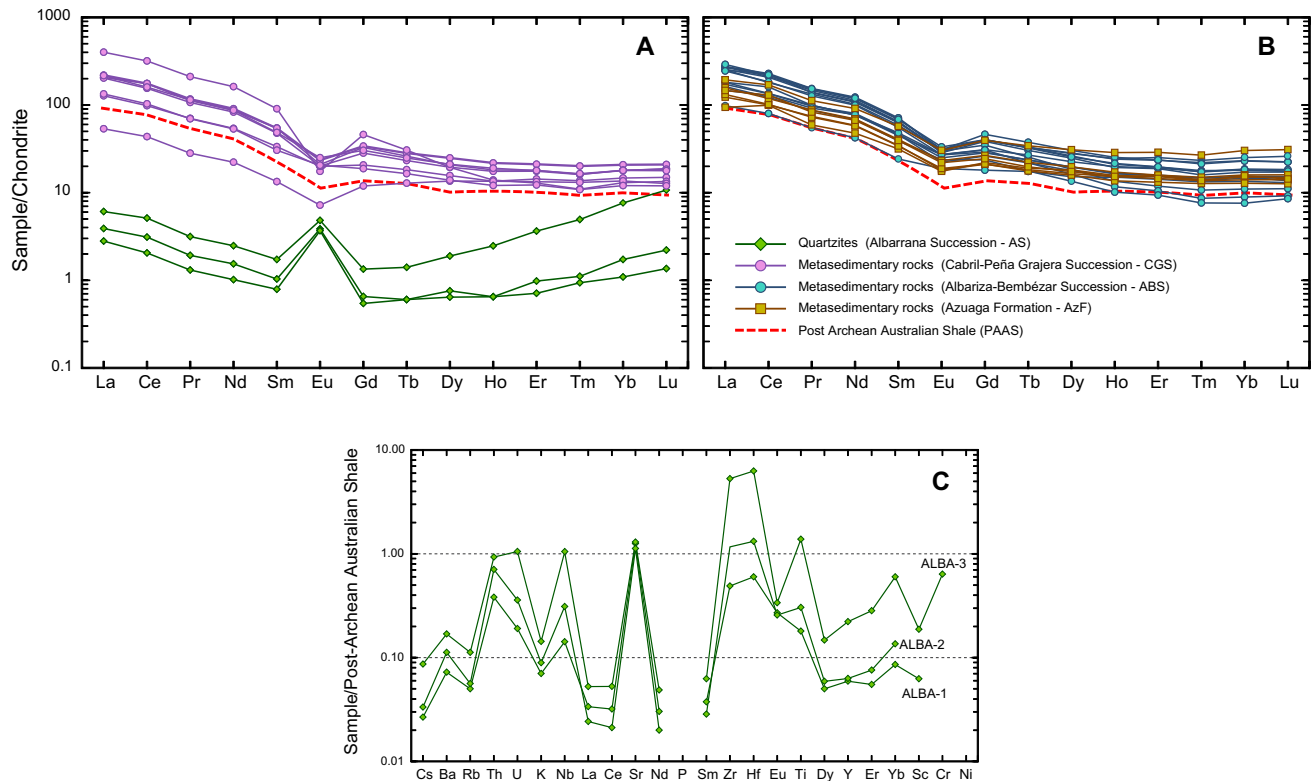 1000
100
10
1
0.1
Sample/Chondrite
A
La Ce Pr Nd Sm Eu Gd Tb Dy Ho Er Tm Yb Lu
B
Quartzites (Albarrana Succession - AS)
Metasedimentary rocks (Cabril-Peña Grajera Succession - CGS)
Metasedimentary rocks (Albariza-Bembézar Succession - ABS)
Metasedimentary rocks (Azuaga Formation - AzF)
Post Archean Australian Shale (PAAS)
La Ce Pr Nd Sm Eu Gd Tb Dy Ho Er Tm Yb Lu
10.00
1.00
0.10
0.01
Sample/Post-Archean Australian Shale
C
ALBA-3
ALBA-2
ALBA-1
Cs Ba Rb Th U K Nb La Ce Sr Nd P Sm Zr Hf Eu Ti Dy Y Er Yb Sc Cr Ni